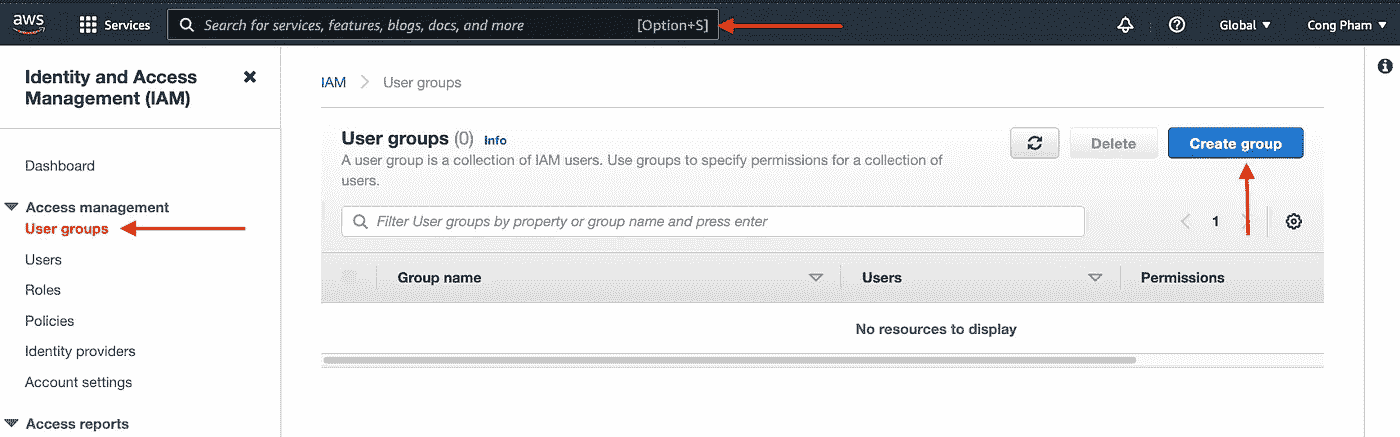 aws
Services
Search for services, features, blogs, docs, and more
[Option+S]
Global
Cong Pham
Identity and Access
Management (IAM)
Dashboard
Access management
User groups
Users
Roles
Policies
Identity providers
Account settings
Access reports
IAM
User groups
User groups (0)
Info
A user group is a collection of IAM users. Use groups to specify permissions for a collection of
users.
Delete
Create group
Filter User groups by property or group name and press enter
1
Group name
Users
Permissions
No resources to display